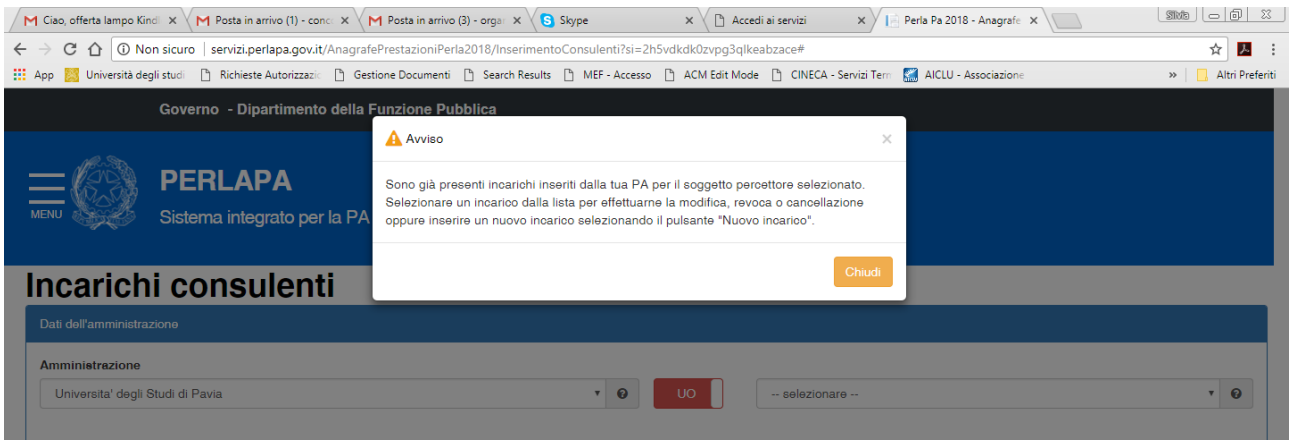 Ciao, offerta lampo Kindl
Posta in arrivo (1) - conc
Posta in arrivo (3) - orga
Skype
Accedi ai servizi
Perla Pa 2018 - Anagrafe
Silvia
Non sicuro | servizi.perlapa.gov.it/AnagrafePrestazioniPerla2018/InserimentoConsulenti?si=2h5vdkdk0zvpg3qlkeabzace#
App Università degli studi Richieste Autorizzazio Gestione Documenti Search Results MEF - Accesso ACM Edit Mode CINECA - Servizi Term AICLU - Associazione » Altri Preferiti
Governo - Dipartimento della Funzione Pubblica
Avviso ×
MENU
PERLAPA
Sistema integrato per la PA
Sono già presenti incarichi inseriti dalla tua PA per il soggetto percettore selezionato.
Selezionare un incarico dalla lista per effettuarne la modifica, revoca o cancellazione
oppure inserire un nuovo incarico selezionando il pulsante "Nuovo incarico".
Chiudi
Incarichi consulenti
Dati dell'amministrazione
Amministrazione
Universita' degli Studi di Pavia
UO
-- selezionare --